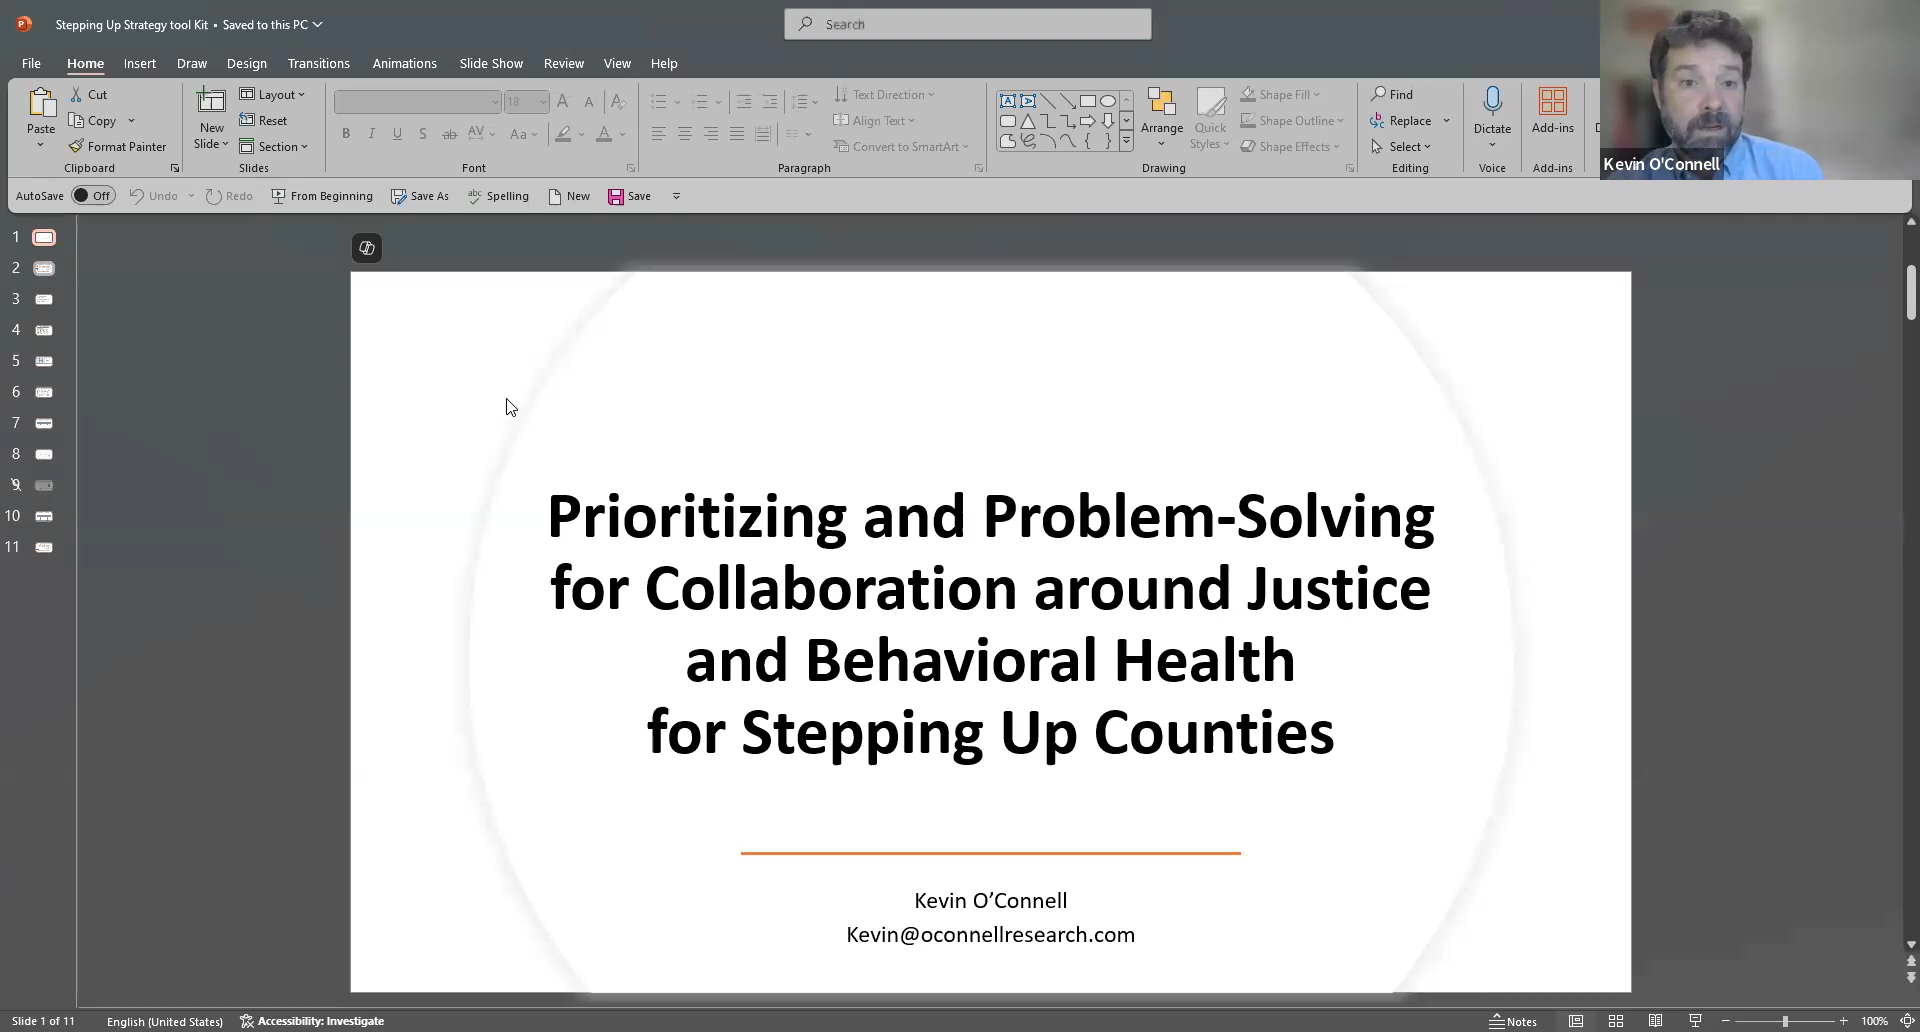 Stepping Up Strategy tool Kit • Saved to this PC
Search
File Home Insert Draw Design Transitions Animations Slide Show Review View Help
Paste
Cut
Copy
Format Painter
Clipboard
New
Slide
Layout
Reset
Section
Slides
18
Font
Text Direction
Align Text
Convert to SmartArt
Paragraph
Arrange
Quick
Styles
Shape Fill
Shape Outline
Shape Effects
Drawing
Find
Replace
Select
Editing
Dictate
Voice
Add-ins
Add-ins
Kevin O'Connell
AutoSave Off Undo Redo From Beginning Save As Spelling New Save
1
2
3
4
5
6
7
8
9
10
11
Prioritizing and Problem-Solving
for Collaboration around Justice
and Behavioral Health
for Stepping Up Counties
Kevin O’Connell
Kevin@oconnellresearch.com
Slide 1 of 11 English (United States) Accessibility: Investigate Notes 100%